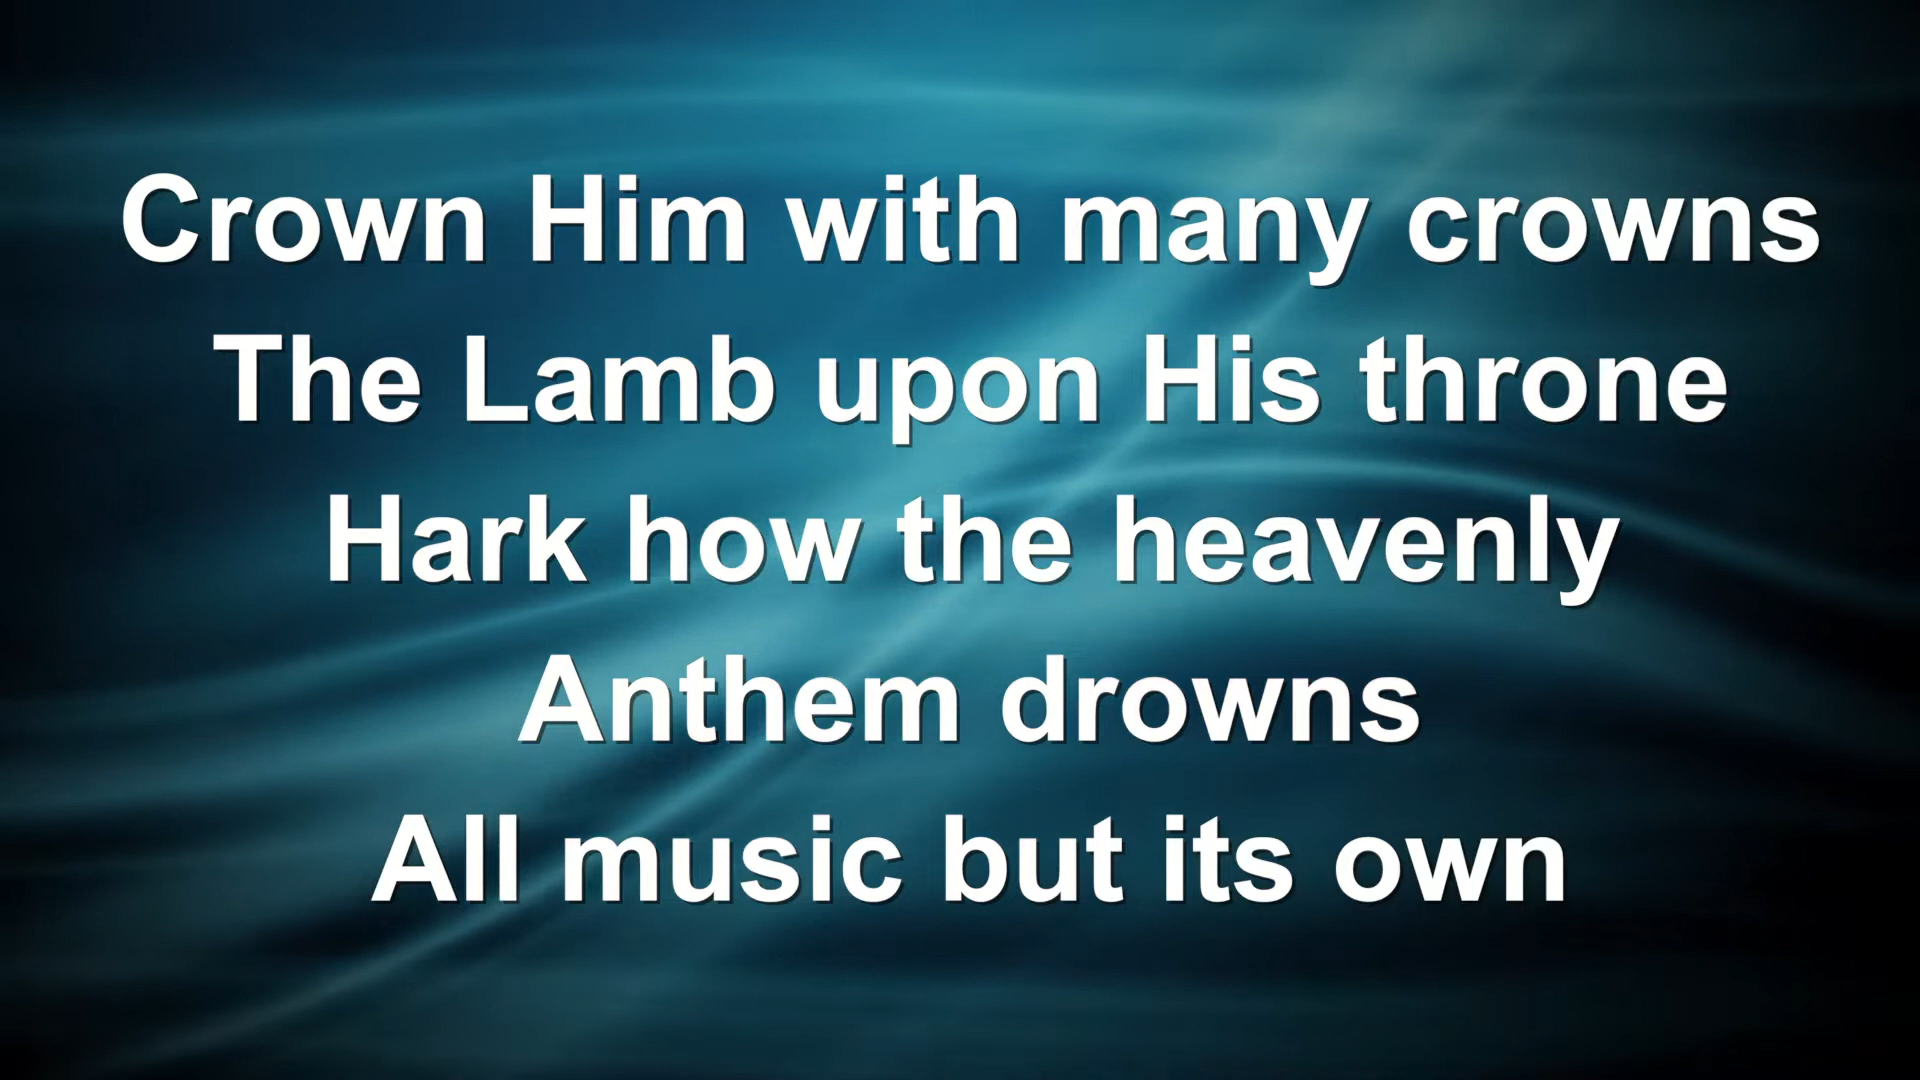 Crown Him with many crowns
The Lamb upon His throne
Hark how the heavenly
Anthem drowns
All music but its own